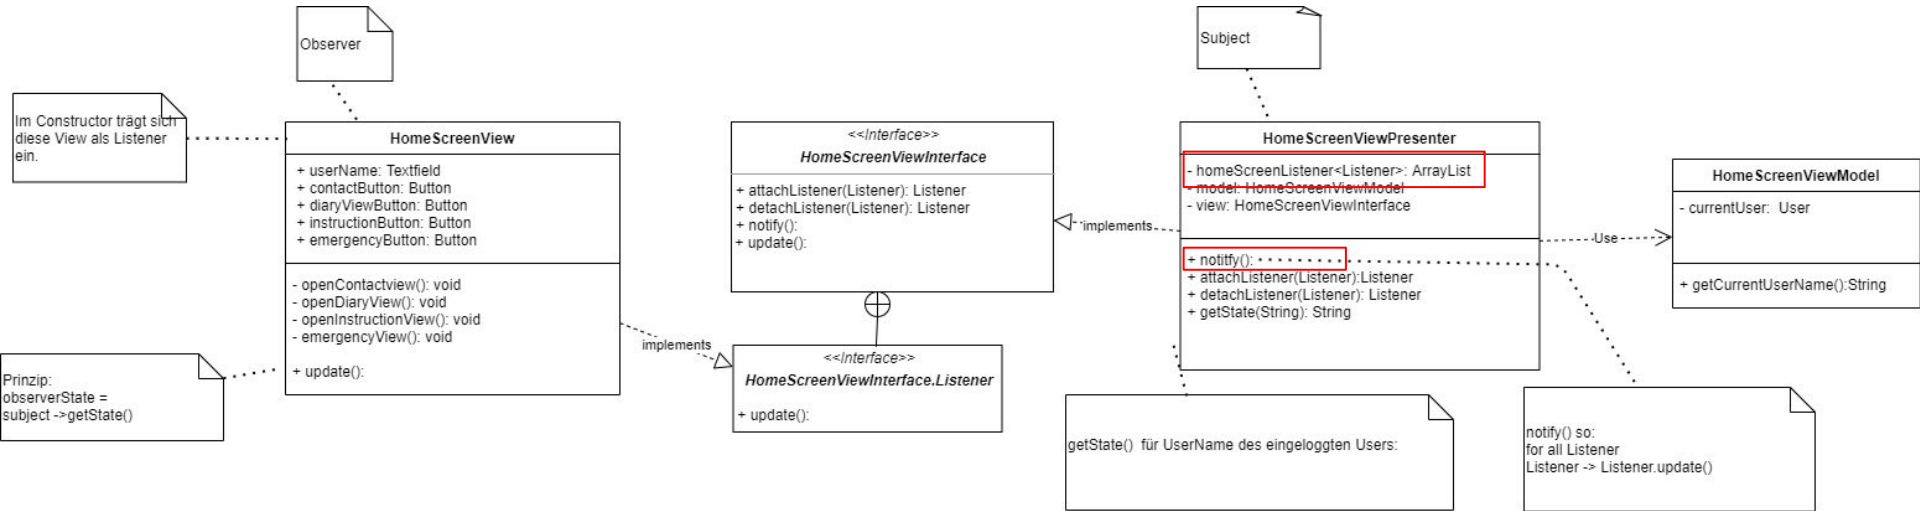 Observer
Subject
Im Constructor trägt sich
diese View als Listener
ein.
HomeScreenView
+ userName: Textfield
+ contactButton: Button
+ diaryViewButton: Button
+ instructionButton: Button
+ emergencyButton: Button
- openContactview(): void
- openDiaryView(): void
- openInstructionView(): void
- emergencyView(): void
+ update():
Prinzip:
observerState =
subject ->getState()
implements
<<Interface>>
HomeScreenViewInterface
+ attachListener(Listener): Listener
+ detachListener(Listener): Listener
+ notify():
+ update():
<<Interface>>
HomeScreenViewInterface.Listener
+ update():
implements
HomeScreenViewPresenter
- homeScreenListener<Listener>: ArrayList
- model: HomeScreenViewModel
- view: HomeScreenViewInterface
+ notitfy():
+ attachListener(Listener):Listener
+ detachListener(Listener): Listener
+ getState(String): String
Use
HomeScreenViewModel
- currentUser: User
+ getCurrentUserName():String
getState() für UserName des eingeloggten Users:
notify() so:
for all Listener
Listener -> Listener.update()